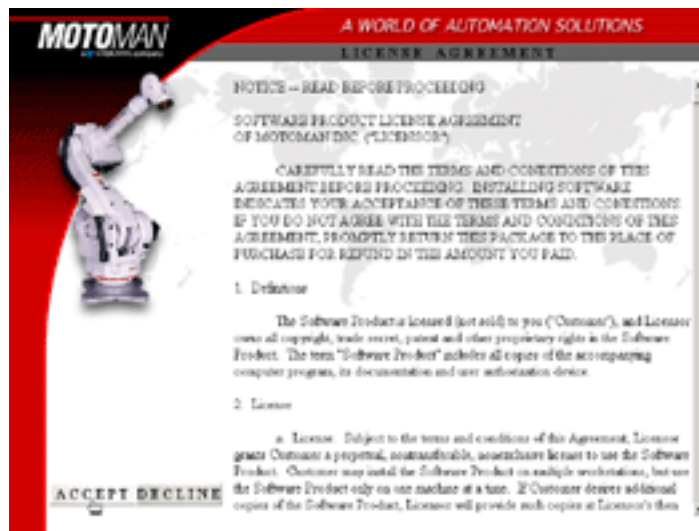 MOTOMAN
A WORLD OF AUTOMATION SOLUTIONS
LICENSE AGREEMENT
NOTICE -- READ BEFORE PROCEEDING
SOFTWARE PRODUCT LICENSE AGREEMENT
OF MOTOMAN INC. ("LICENSOR")
CAREFULLY READ THE TERMS AND CONDITIONS OF THIS
AGREEMENT BEFORE PROCEEDING. INSTALLING SOFTWARE
INDICATES YOUR ACCEPTANCE OF THESE TERMS AND CONDITIONS.
IF YOU DO NOT AGREE WITH THE TERMS AND CONDITIONS OF THIS
AGREEMENT, PROMPTLY RETURN THIS PACKAGE TO THE PLACE OF
PURCHASE FOR REFUND IN THE AMOUNT YOU PAID.
1. Definitions
The Software Product is licensed (not sold) to you ("Customer"), and Licensor
owns all copyright, trade secret, patent and other proprietary rights in the Software
Product. The term "Software Product" includes all copies of the accompanying
computer program, its documentation and user authorization device.
2. License
a. License. Subject to the terms and conditions of this Agreement, Licensor
grants Customer a perpetual, nontransferable, nonexclusive license to use the Software
Product. Customer may install the Software Product on multiple workstations, but use
the Software Product only on one machine at a time. If Customer desires additional
copies of the Software Product, Licensor will provide such copies at Licensor's then
ACCEPT DECLINE